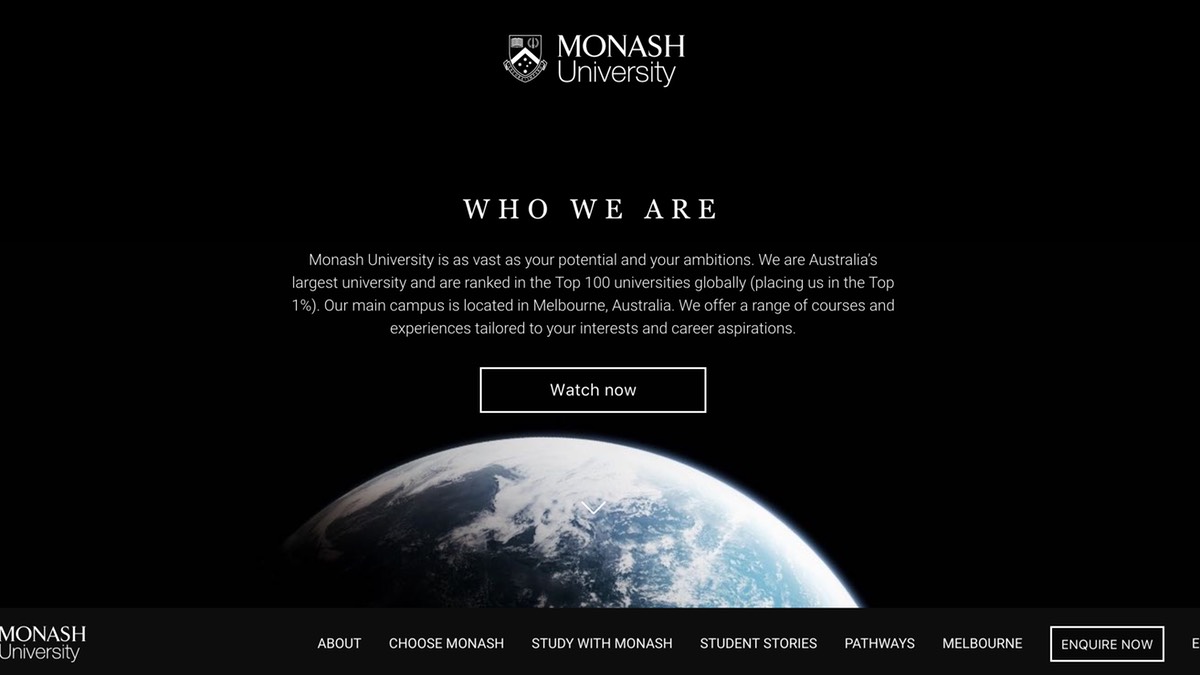 MONASH
University
WHO WE ARE
Monash University is as vast as your potential and your ambitions. We are Australia’s
largest university and are ranked in the Top 100 universities globally (placing us in the Top
1%). Our main campus is located in Melbourne, Australia. We offer a range of courses and
experiences tailored to your interests and career aspirations.
Watch now
MONASH
University
ABOUT CHOOSE MONASH STUDY WITH MONASH STUDENT STORIES PATHWAYS MELBOURNE ENQUIRE NOW